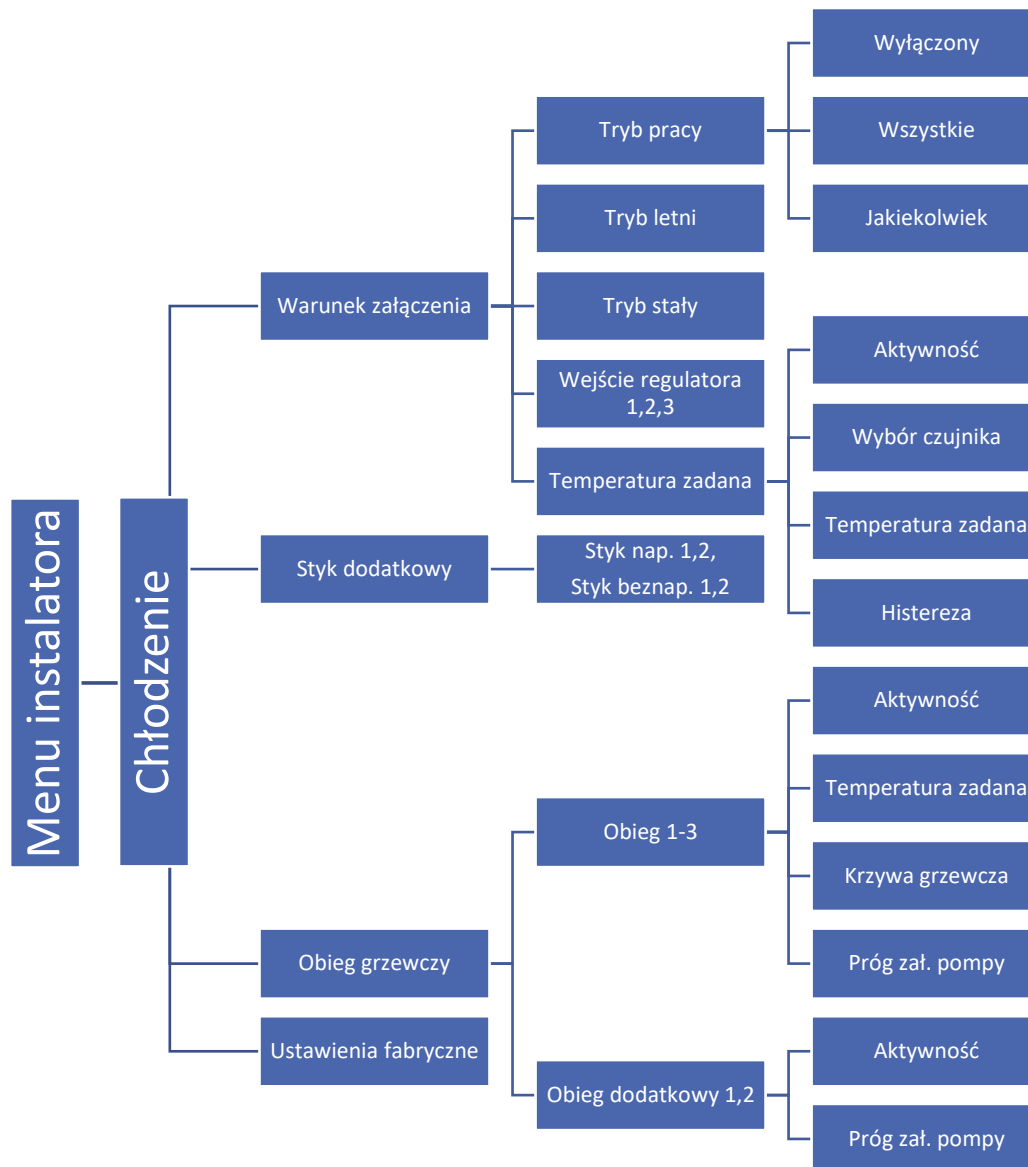 Menu instalatora
Chłodzenie
Warunek załączenia
Tryb pracy
Wyłączony
Wszystkie
Jakiekolwiek
Tryb letni
Tryb stały
Wejście regulatora
1,2,3
Temperatura zadana
Aktywność
Wybór czujnika
Temperatura zadana
Histereza
Styk dodatkowy
Styk nap. 1,2,
Styk beznap. 1,2
Obieg grzewczy
Obieg 1-3
Aktywność
Temperatura zadana
Krzywa grzewcza
Próg zał. pompy
Obieg dodatkowy 1,2
Aktywność
Próg zał. pompy
Ustawienia fabryczne